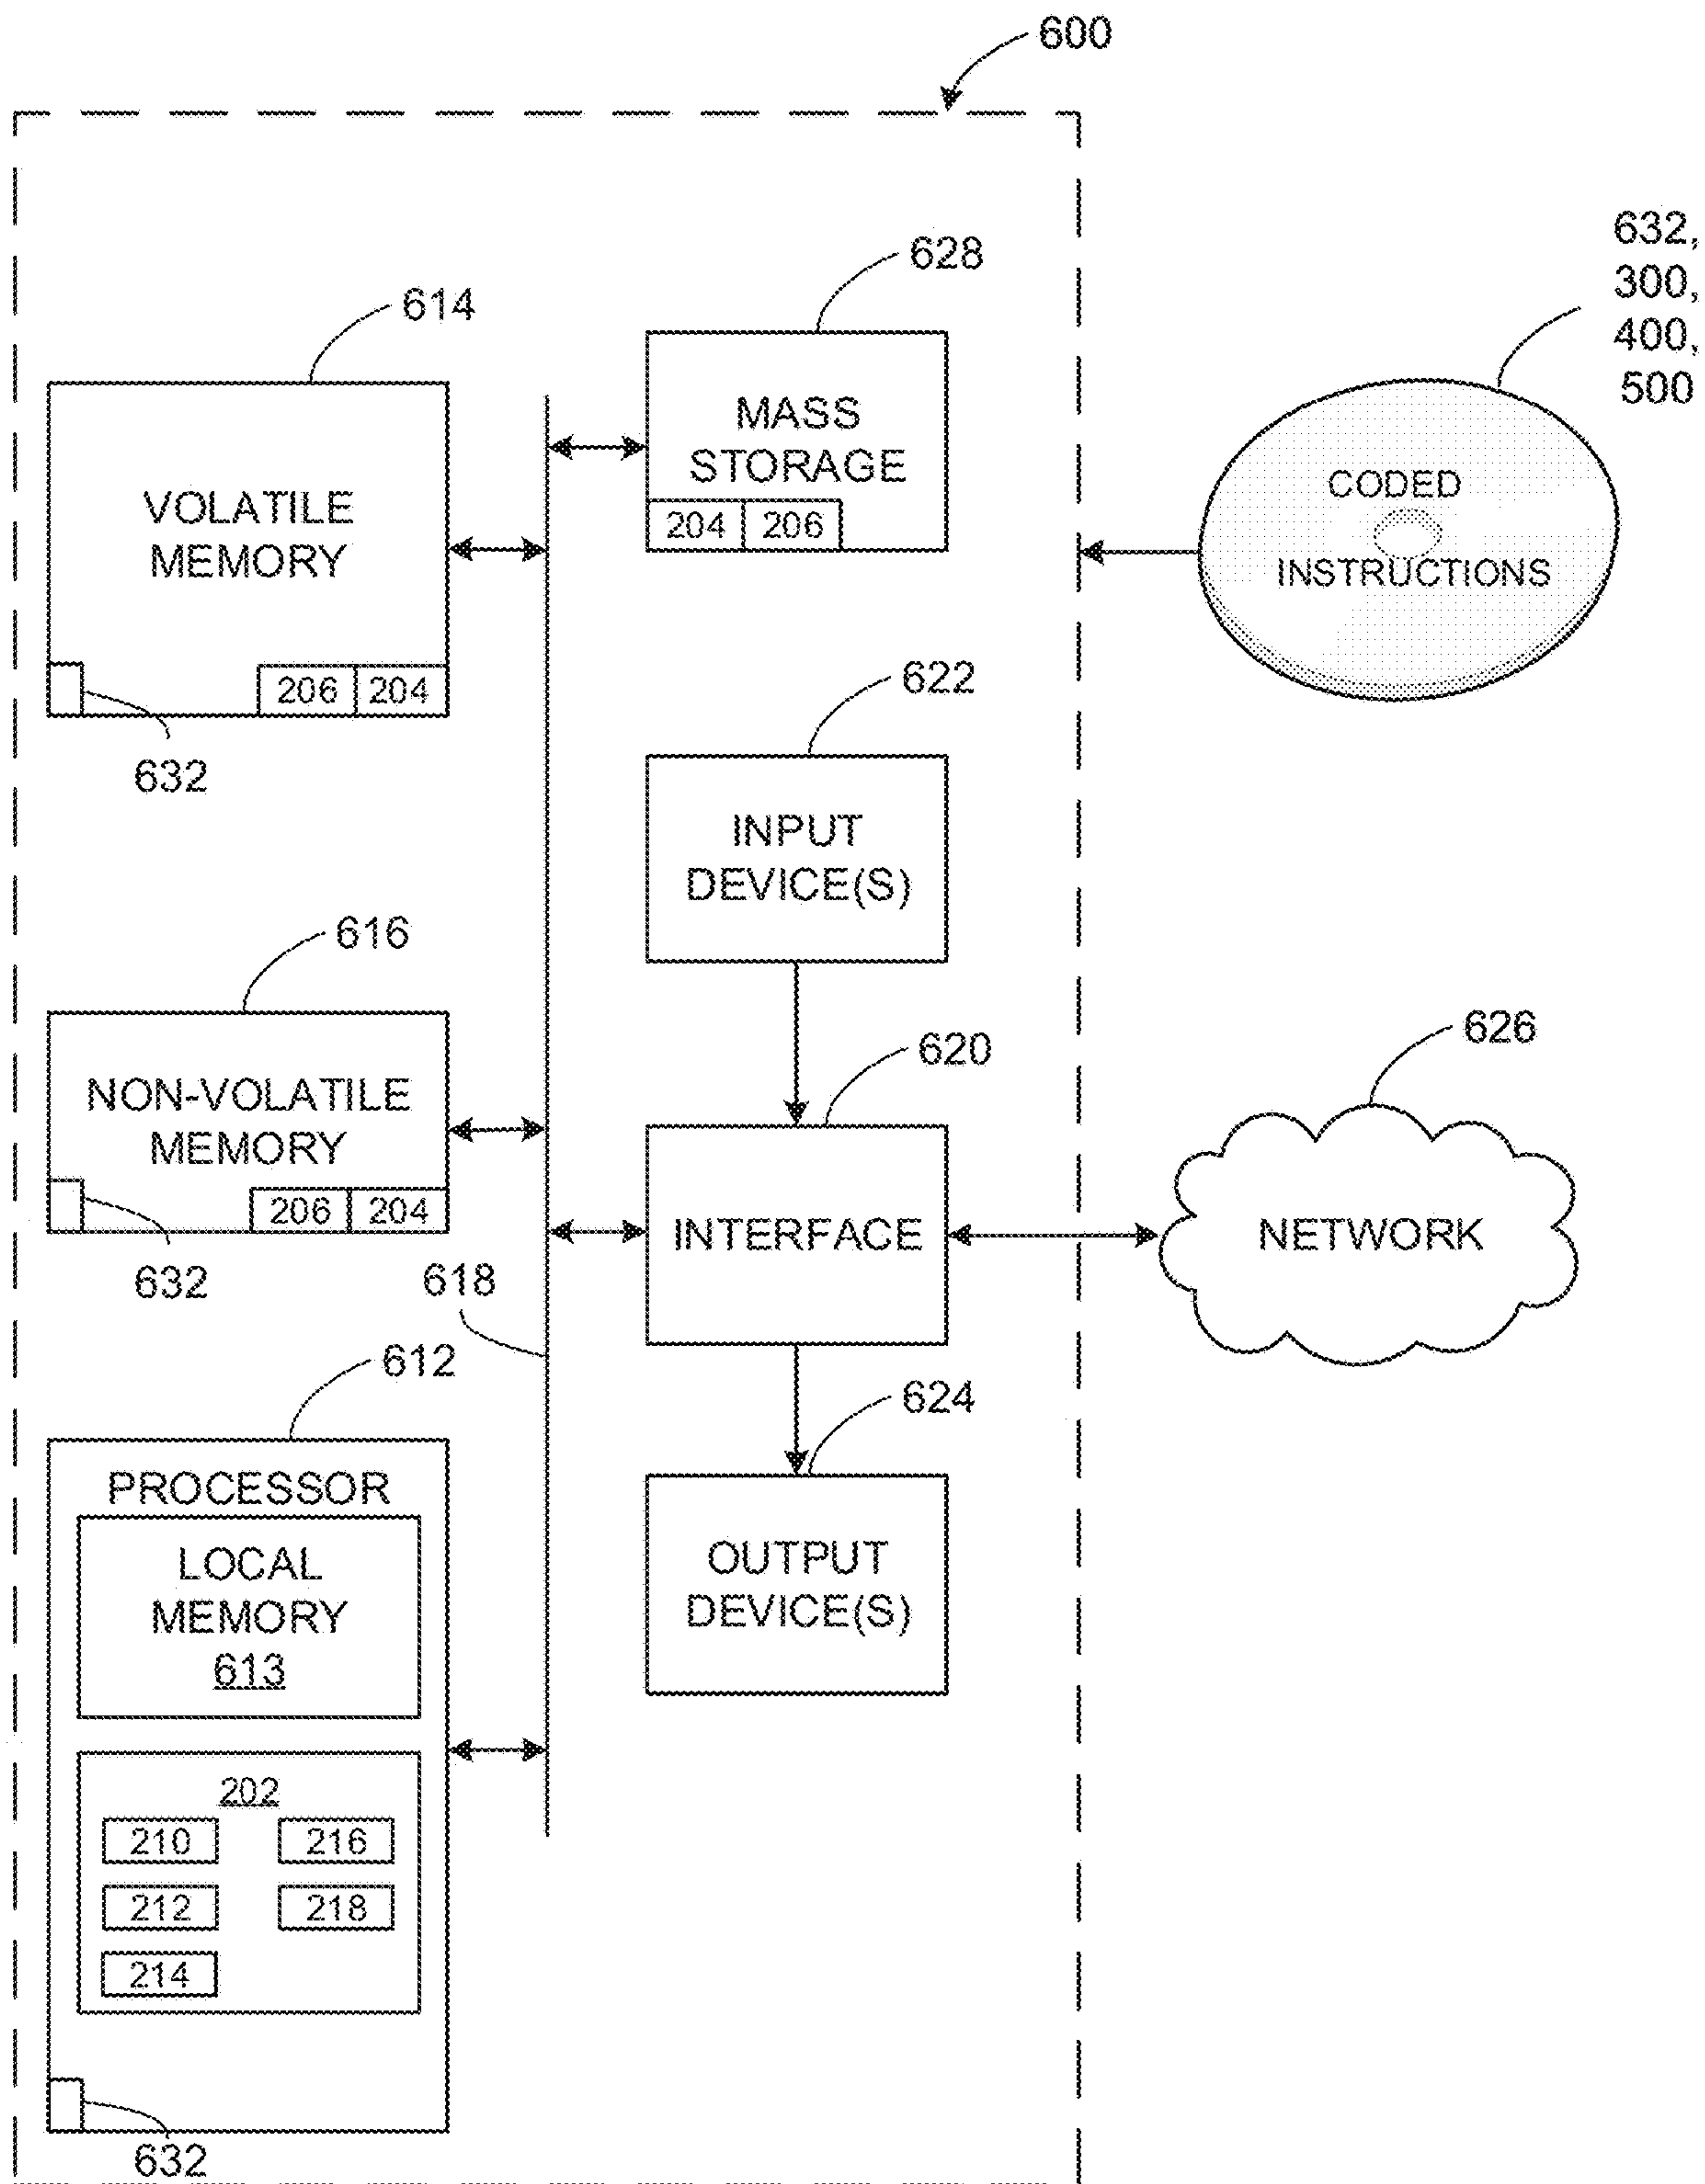 600
632,
300,
400,
500
628
614
MASS
STORAGE
204 206
VOLATILE
MEMORY
206 204
632
CODED
INSTRUCTIONS
622
INPUT
DEVICE(S)
616
NON-VOLATILE
MEMORY
206 204
632
620
INTERFACE
626
NETWORK
618
612
PROCESSOR
LOCAL
MEMORY
613
202
210 216
212 218
214
632
624
OUTPUT
DEVICE(S)